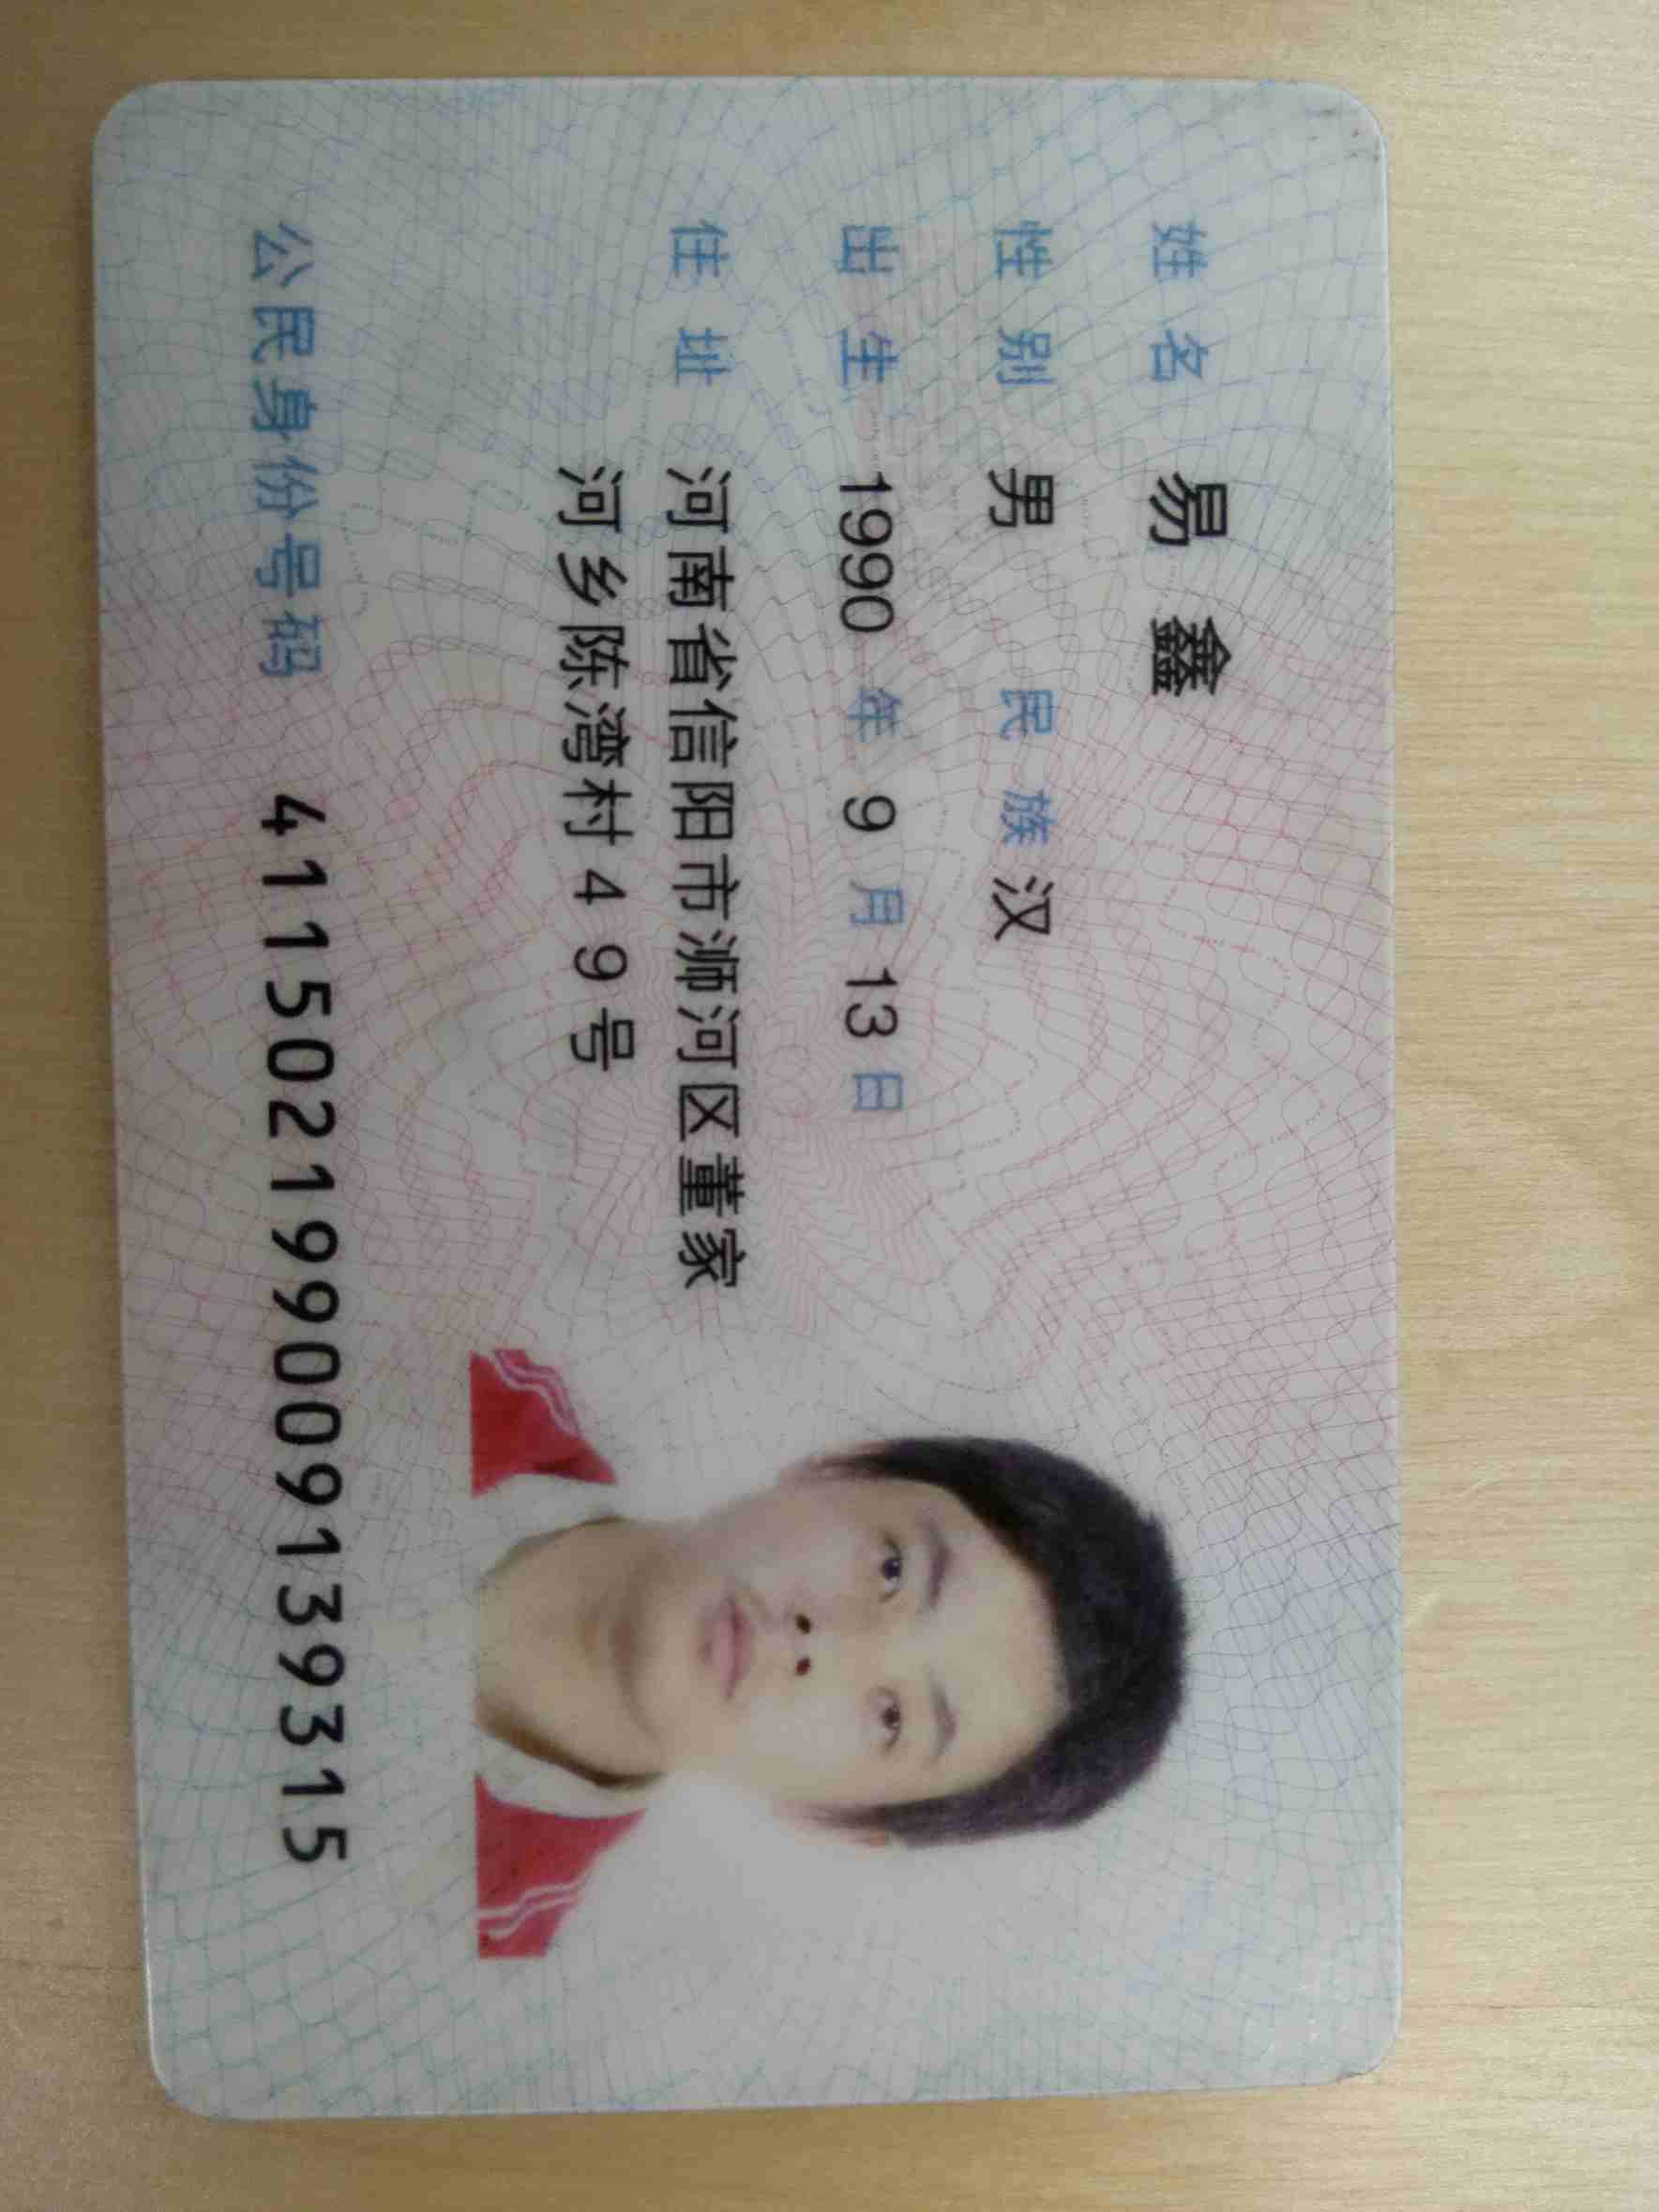 姓名 易鑫
性别 男 民族 汉
出生 1990 年 9 月 13 日
住址 河南省信阳市浉河区董家
河乡陈湾村49号
公民身份号码 411502199009139315